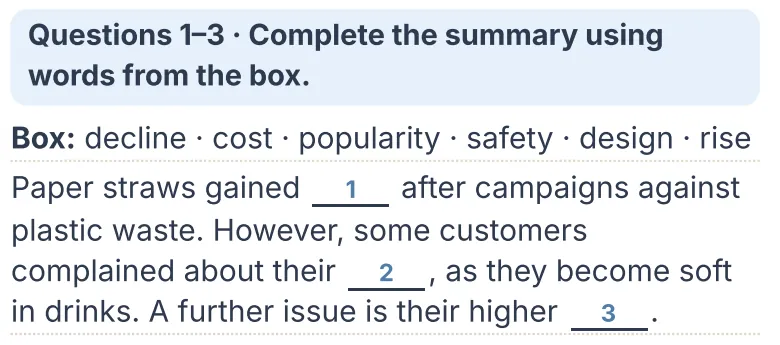 Questions 1–3 · Complete the summary using
words from the box.
Box: decline · cost · popularity · safety · design · rise
Paper straws gained 1 after campaigns against
plastic waste. However, some customers
complained about their 2, as they become soft
in drinks. A further issue is their higher 3.